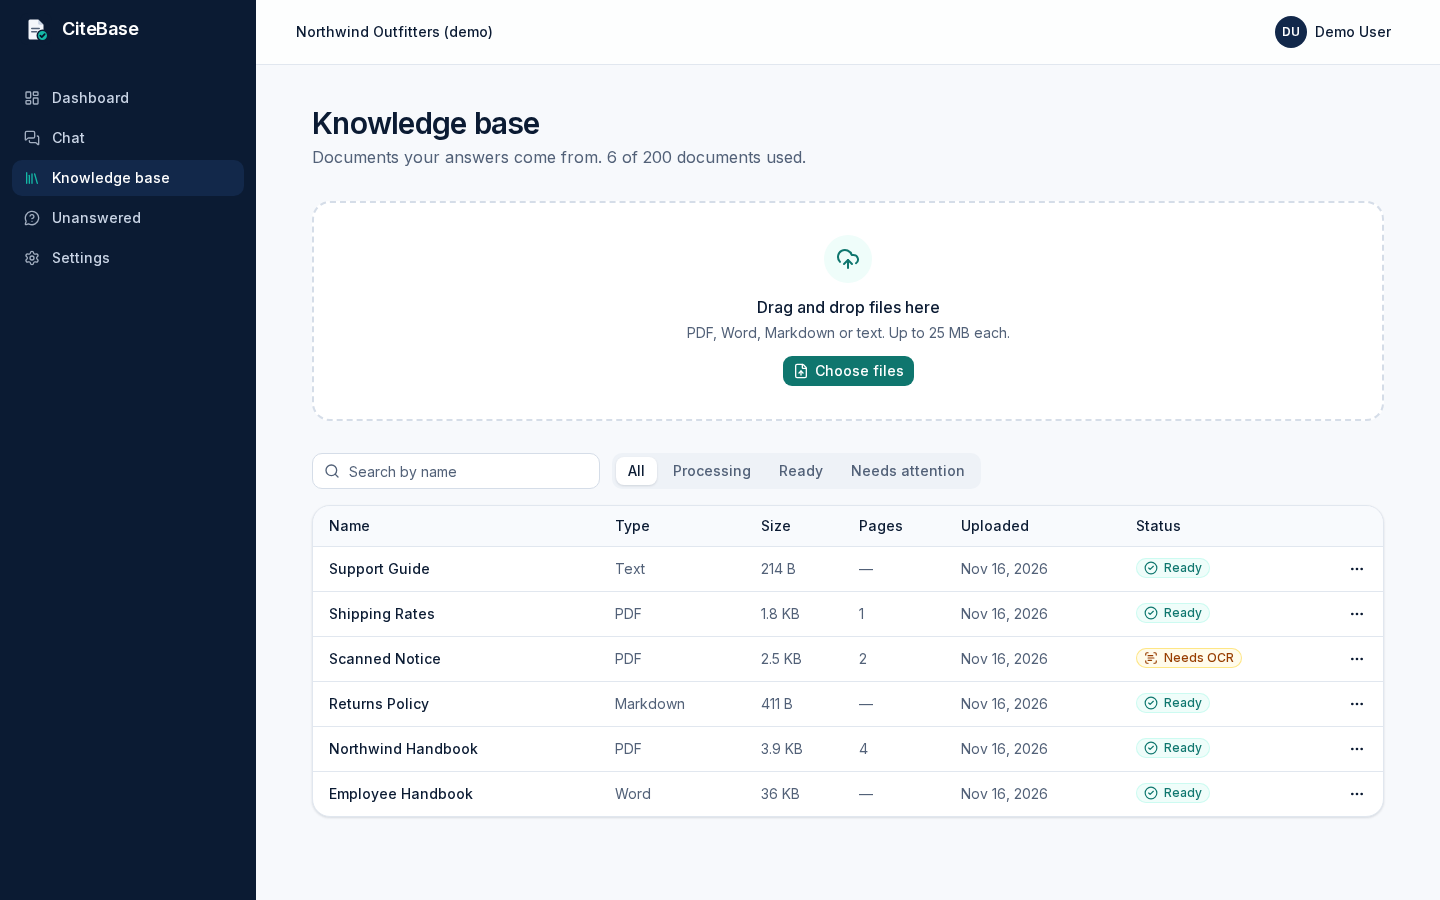 CiteBase
Northwind Outfitters (demo)
DU Demo User
Dashboard
Chat
Knowledge base
Unanswered
Settings
Knowledge base
Documents your answers come from. 6 of 200 documents used.
Drag and drop files here
PDF, Word, Markdown or text. Up to 25 MB each.
Choose files
Search by name
All Processing Ready Needs attention
Name Type Size Pages Uploaded Status
Support Guide Text 214 B — Nov 16, 2026 Ready
Shipping Rates PDF 1.8 KB 1 Nov 16, 2026 Ready
Scanned Notice PDF 2.5 KB 2 Nov 16, 2026 Needs OCR
Returns Policy Markdown 411 B — Nov 16, 2026 Ready
Northwind Handbook PDF 3.9 KB 4 Nov 16, 2026 Ready
Employee Handbook Word 36 KB — Nov 16, 2026 Ready